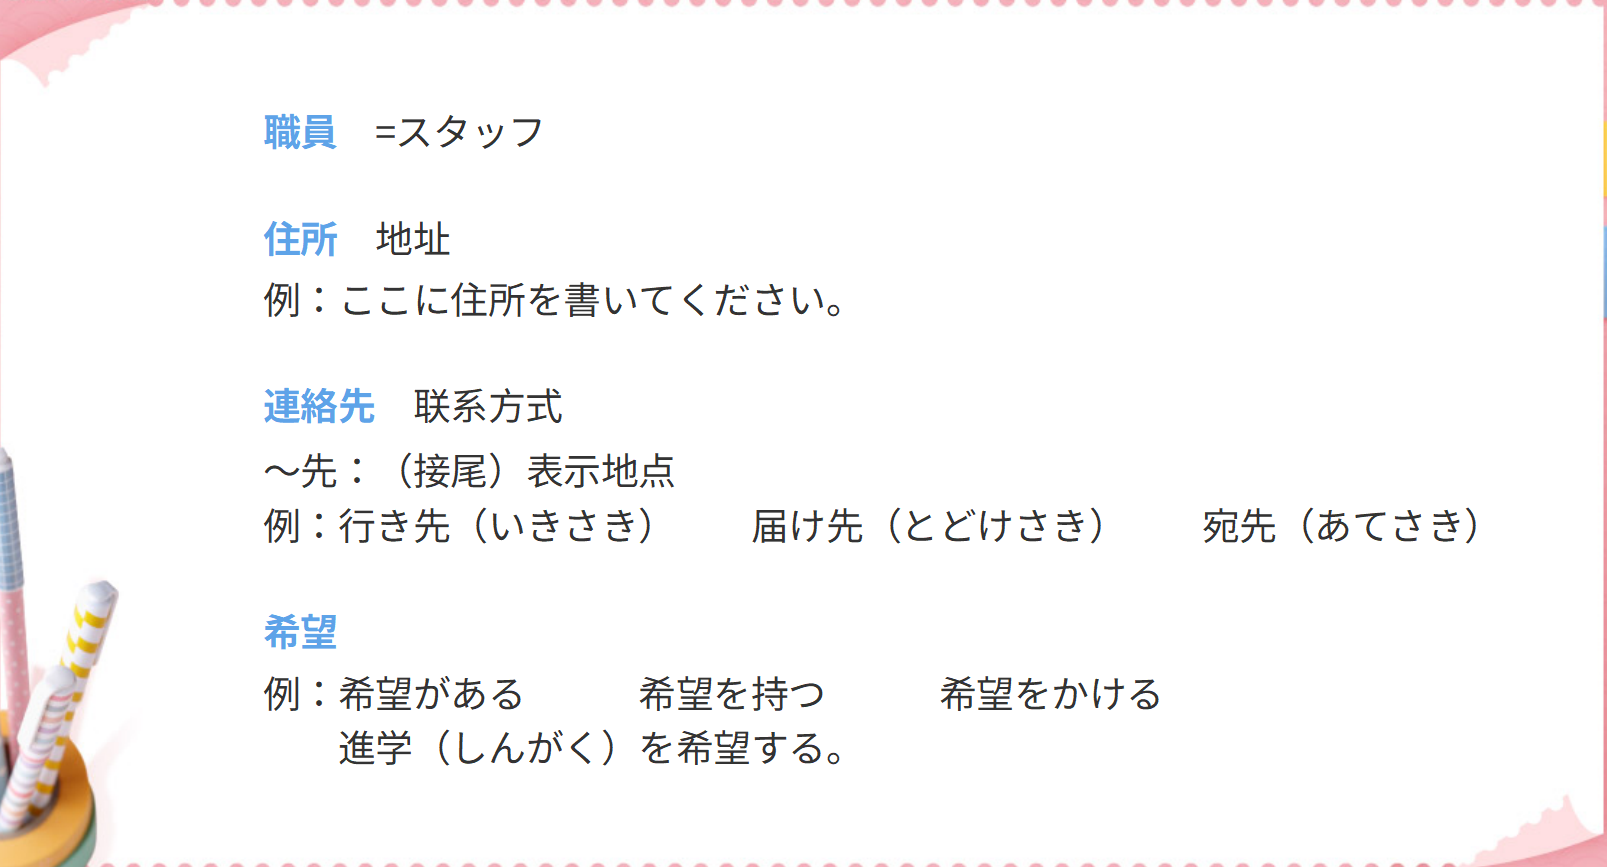 職員　=スタッフ
住所　地址
例：ここに住所を書いてください。
連絡先　联系方式
～先：（接尾）表示地点
例：行き先（いきさき）　　届け先（とどけさき）　　宛先（あてさき）
希望
例：希望がある　　　希望を持つ　　　希望をかける
進学（しんがく）を希望する。